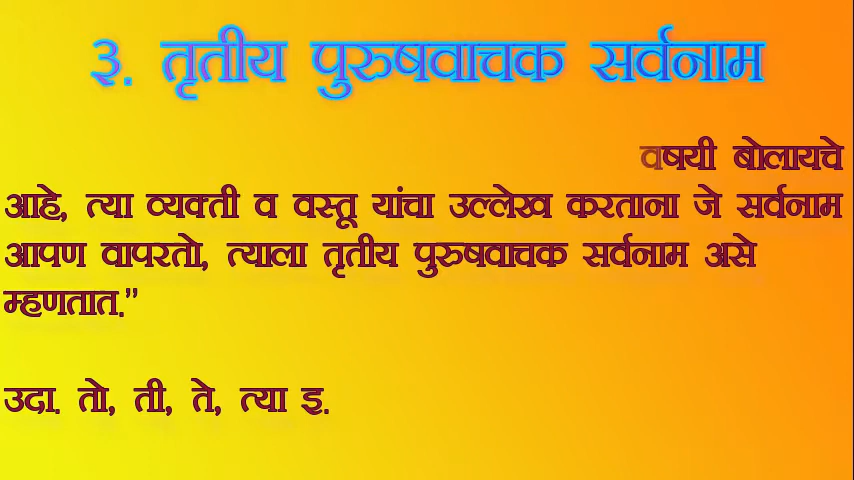 ३. तृतीय पुरुषवाचक सर्वनाम
वषयी बोलायचे
आहे, त्या व्यक्ती व वस्तू यांचा उल्लेख करताना जे सर्वनाम
आपण वापरतो, त्याला तृतीय पुरुषवाचक सर्वनाम असे
म्हणतात.”
उदा. तो, ती, ते, त्या इ.